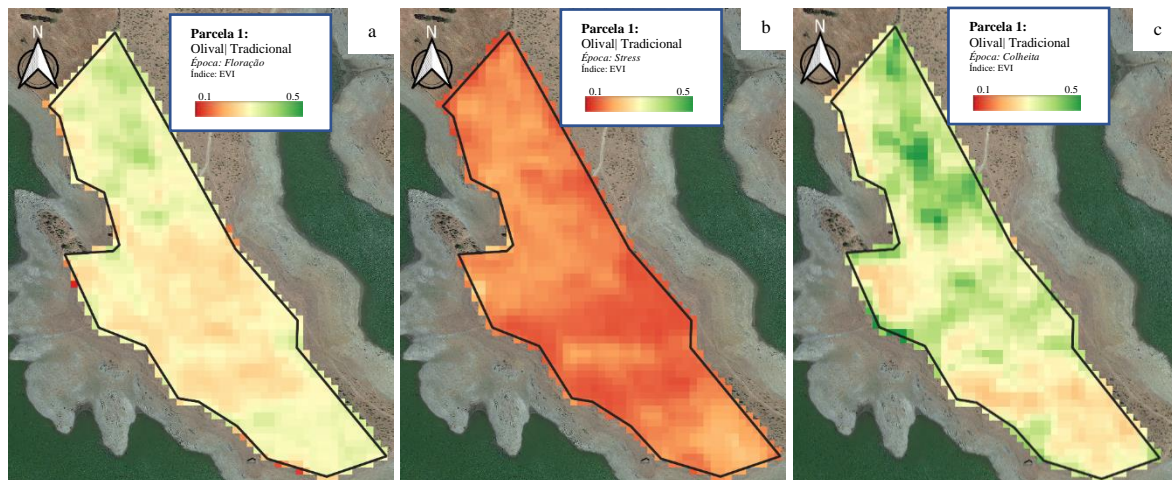 N
Parcela 1:
Olival| Tradicional
Época: Floração
Índice: EVI
0.1 0.5
a
N
Parcela 1:
Olival| Tradicional
Época: Stress
Índice: EVI
0.1 0.5
b
N
Parcela 1:
Olival| Tradicional
Época: Colheita
Índice: EVI
0.1 0.5
c